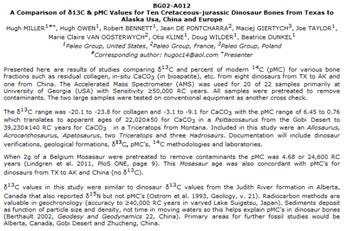 BG02-A012
A Comparison of δ13C & pMC Values for Ten Cretaceous-jurassic Dinosaur Bones from Texas to
Alaska Usa, China and Europe
Hugh MILLER1#+, Hugh OWEN1, Robert BENNETT1, Jean DE PONTCHARRA2, Maciej GIERTYCH3, Joe TAYLOR1,
Marie Claire VAN OOSTERWYCH2, Otis KLINE1, Doug WILDER1, Beatrice DUNKEL1
1Paleo Group, United States, 2Paleo Group, France, 3Paleo Group, Poland
#Corresponding author: hugoc14@aol.com +Presenter
Presented here are results of studies comparing δ13C and percent of modern 14C (pMC) for various bone
fractions such as residual collagen, in-situ CaCO3 (in bioapatite), etc. from eight dinosaurs from TX to AK and
one from China. The Accelerated Mass Spectrometer (AMS) was used for 20 of 22 samples primarily at
University of Georgia (USA) with Sensitivity ≥50,000 RC years. All samples were pretreated to remove
contaminants. The two large samples were tested on conventional equipment as another cross check.
The δ13C range was -20.1 to -23.8 for collagen and -3.1 to -9.1 for CaCO3 with the pMC range of 6.45 to 0.76
which translates to apparent ages of 22,020±50 RC for CaCO3 in a Psittacosaurus from the Gobi Desert to
39,230±140 RC years for CaCO3 in a Triceratops from Montana. Included in this study were an Allosaurus,
Acrocanthosaurus, Apatosaurus, two Triceratops and three Hadrosaurs. Documentation will include dinosaur
verifications, geological formations, δ13C, pMC's, 14C methodologies and laboratories.
When 2g of a Belgium Mosasaur were pretreated to remove contaminants the pMC was 4.68 or 24,600 RC
years (Lindgren et al. 2011, PloS ONE, page 9). This Mosasaur age was also concordant with pMC's for
dinosaurs from TX to AK and China (no δ13C).
δ13C values in this study were similar to dinosaur δ13C values from the Judith River formation in Alberta,
Canada that also reported δ15N but not pMC's (Ostrom et al. 1993, Geology, v. 21). Radiocarbon methods are
valuable in geochronology (accuracy to ≥40,000 RC years in varved Lake Suigetsu, Japan). Sediments deposit
as function of particle size and density, not time in moving waters so this helps explain pMC's in dinosaur bones
(Berthault 2002, Geodesy and Geodynamics 22, China). Primary areas for further fossil studies would be
Alberta, Canada, Gobi Desert and Zhucheng, China.